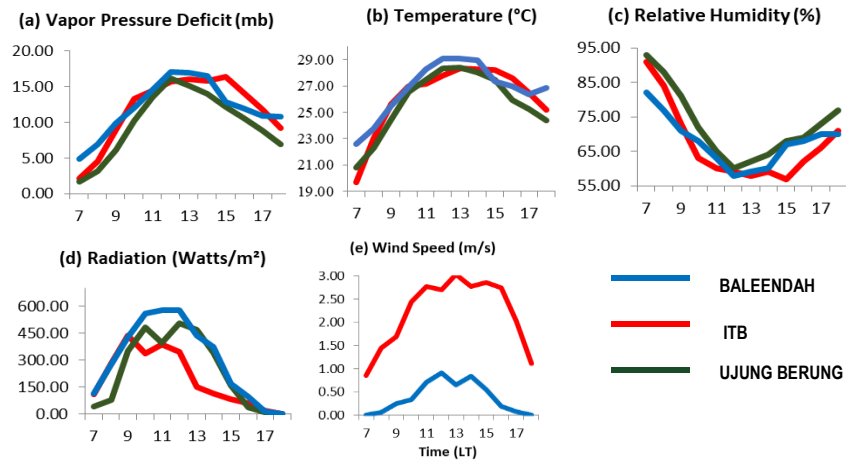 (a) Vapor Pressure Deficit (mb)
20.00
15.00
10.00
5.00
0.00
7 9 11 13 15 17
(b) Temperature (°C)
29.00
27.00
25.00
23.00
21.00
19.00
7 9 11 13 15 17
(c) Relative Humidity (%)
95.00
85.00
75.00
65.00
55.00
7 9 11 13 15 17
(d) Radiation (Watts/m²)
600.00
450.00
300.00
150.00
0.00
7 9 11 13 15 17
(e) Wind Speed (m/s)
3.00
2.50
2.00
1.50
1.00
0.50
0.00
7 9 11 13 15 17
Time (LT)
BALEENDAH
ITB
UJUNG BERUNG